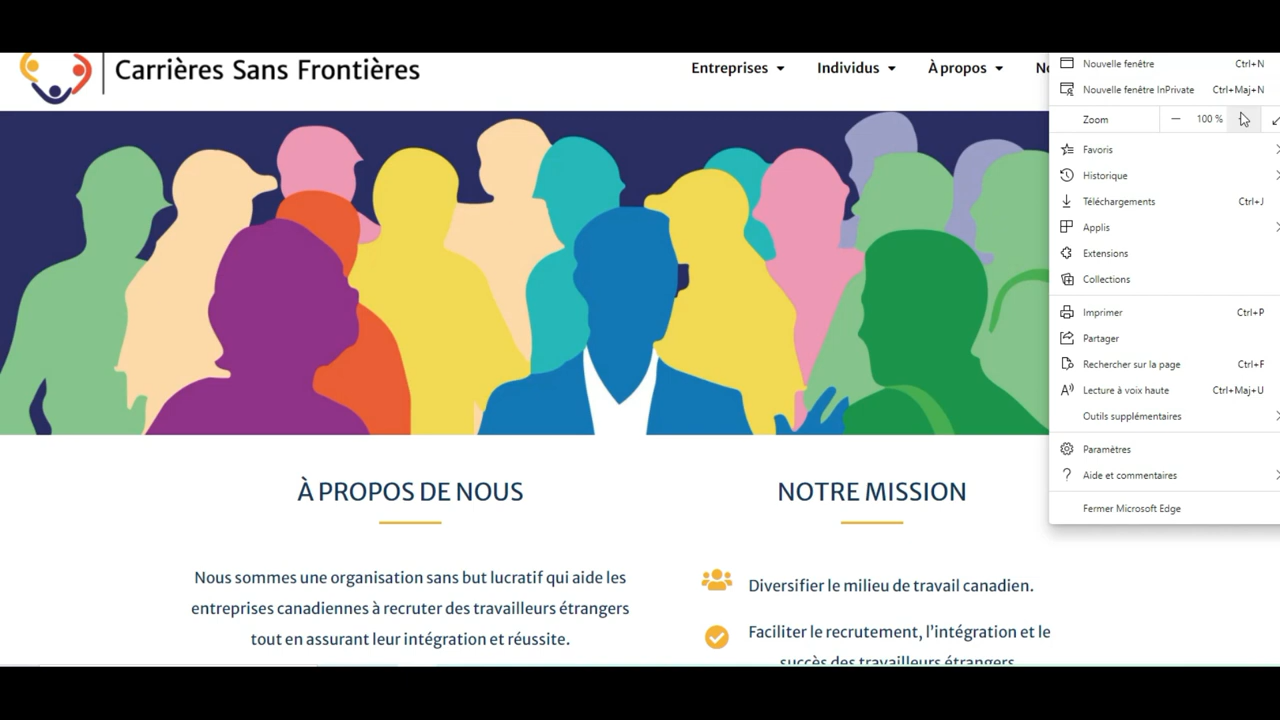 Carrières Sans Frontières
Entreprises
Individus
À propos
Nouvelle fenêtre Ctrl+N
Nouvelle fenêtre InPrivate Ctrl+Maj+N
Zoom — 100 %
Favoris
Historique
Téléchargements Ctrl+J
Applis
Extensions
Collections
Imprimer Ctrl+P
Partager
Rechercher sur la page Ctrl+F
Lecture à voix haute Ctrl+Maj+U
Outils supplémentaires
Paramètres
Aide et commentaires
Fermer Microsoft Edge
À PROPOS DE NOUS
Nous sommes une organisation sans but lucratif qui aide les
entreprises canadiennes à recruter des travailleurs étrangers
tout en assurant leur intégration et réussite.
NOTRE MISSION
Diversifier le milieu de travail canadien.
Faciliter le recrutement, l'intégration et le
succès des travailleurs étrangers